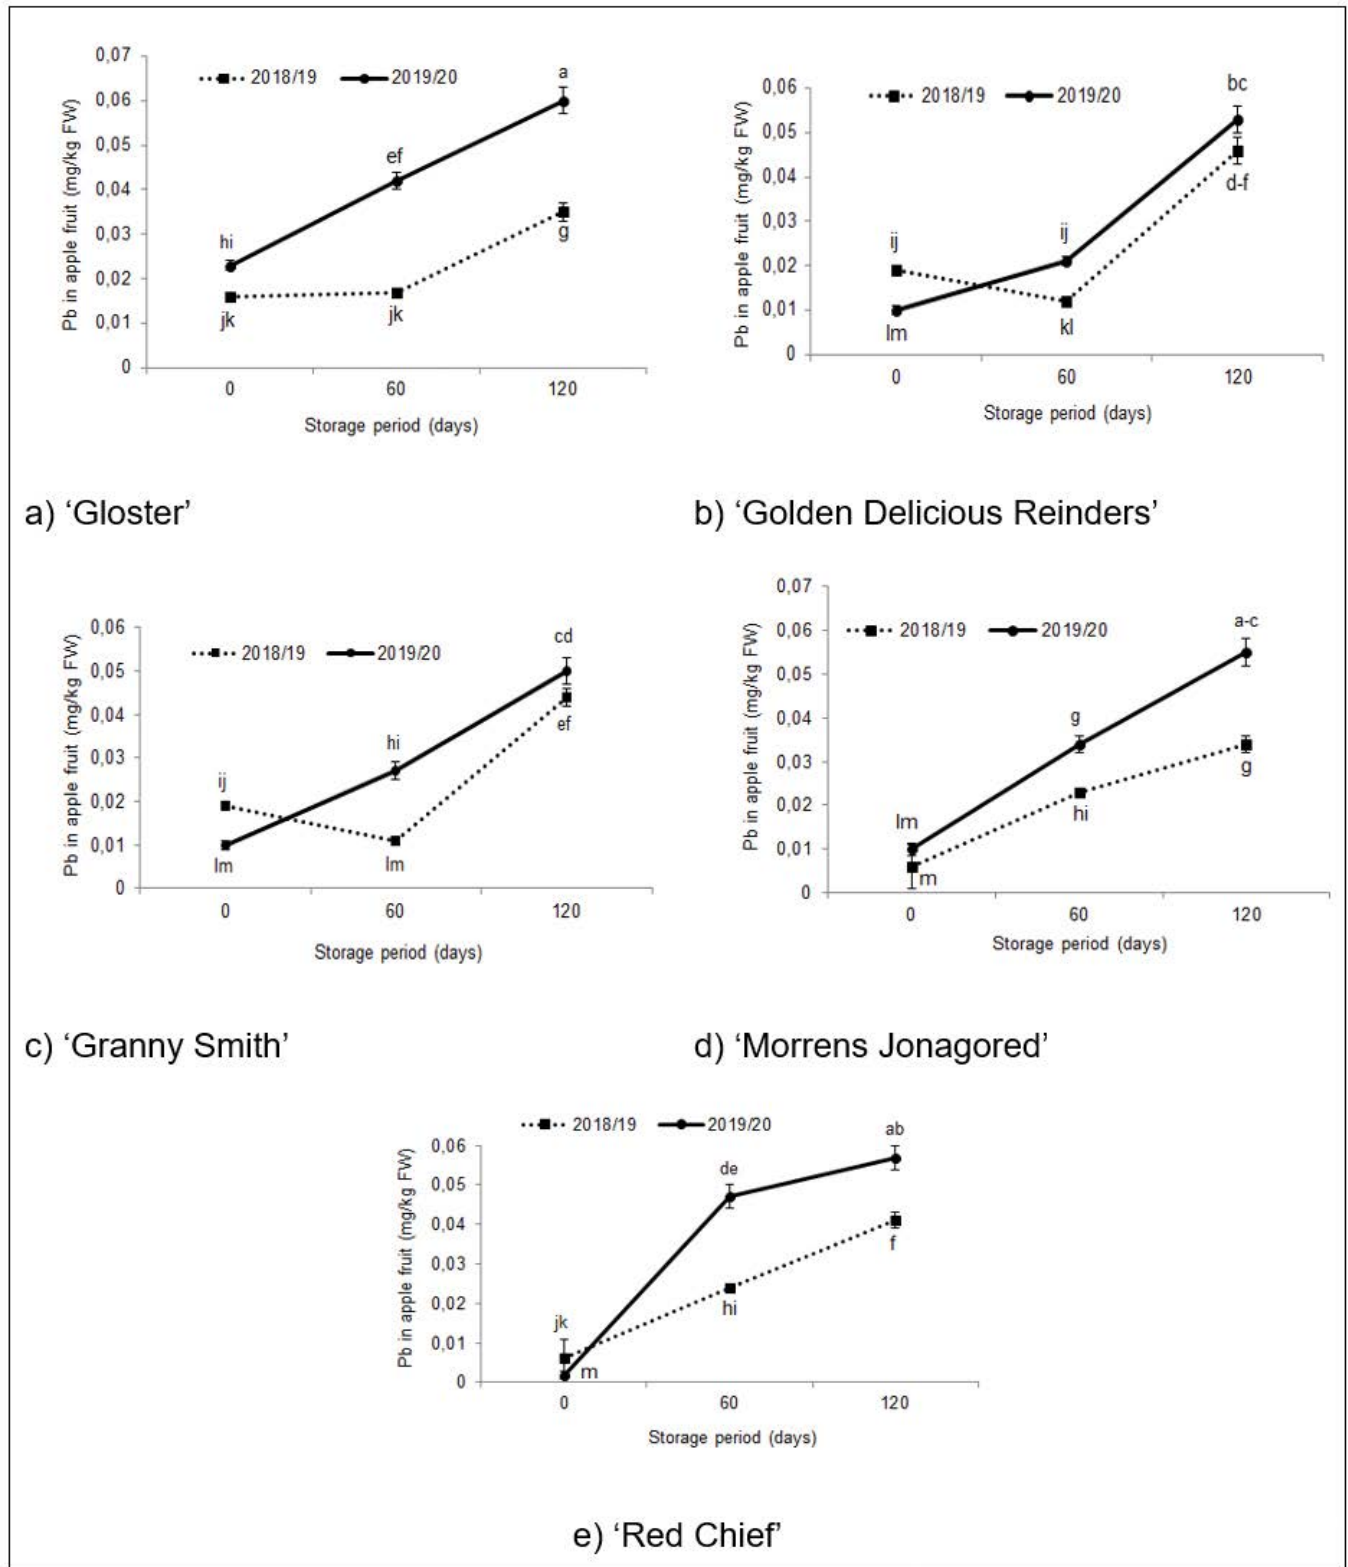 0,07
0,06
0,05
0,04
0,03
0,02
0,01
0
Pb in apple fruit (mg/kg FW)
2018/19 2019/20
a
ef
hi
g
jk
jk
0 60 120
Storage period (days)
a) ‘Gloster’
0,06
0,05
0,04
0,03
0,02
0,01
0
Pb in apple fruit (mg/kg FW)
2018/19 2019/20
bc
d-f
ij
ij
kl
lm
0 60 120
Storage period (days)
b) ‘Golden Delicious Reinders’
0,06
0,05
0,04
0,03
0,02
0,01
0
Pb in apple fruit (mg/kg FW)
2018/19 2019/20
cd
ef
hi
ij
lm
lm
0 60 120
Storage period (days)
c) ‘Granny Smith’
0,07
0,06
0,05
0,04
0,03
0,02
0,01
0
Pb in apple fruit (mg/kg FW)
2018/19 2019/20
a-c
g
g
hi
lm
m
0 60 120
Storage period (days)
d) ‘Morrens Jonagored’
2018/19 2019/20
0,06
0,05
0,04
0,03
0,02
0,01
0
Pb in apple fruit (mg/kg FW)
ab
de
f
hi
jk
m
0 60 120
Storage period (days)
e) ‘Red Chief’